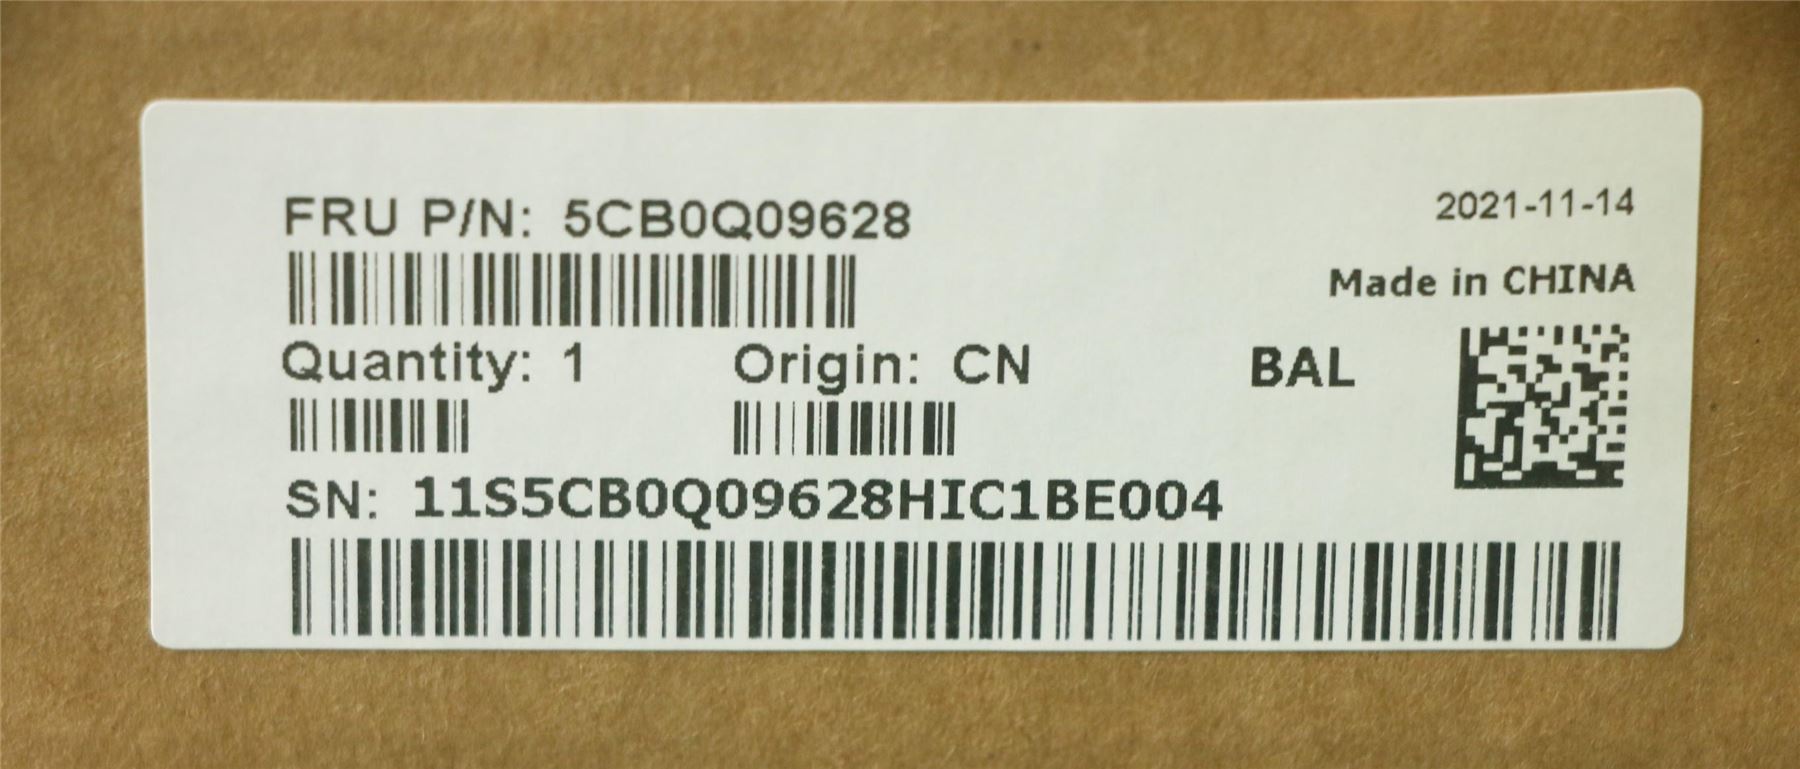 2021-11-14
FRU P/N: 5CB0Q09628
Made in CHINA
Quantity: 1 Origin: CN BAL
SN: 11S5CB0Q09628HIC1BE004